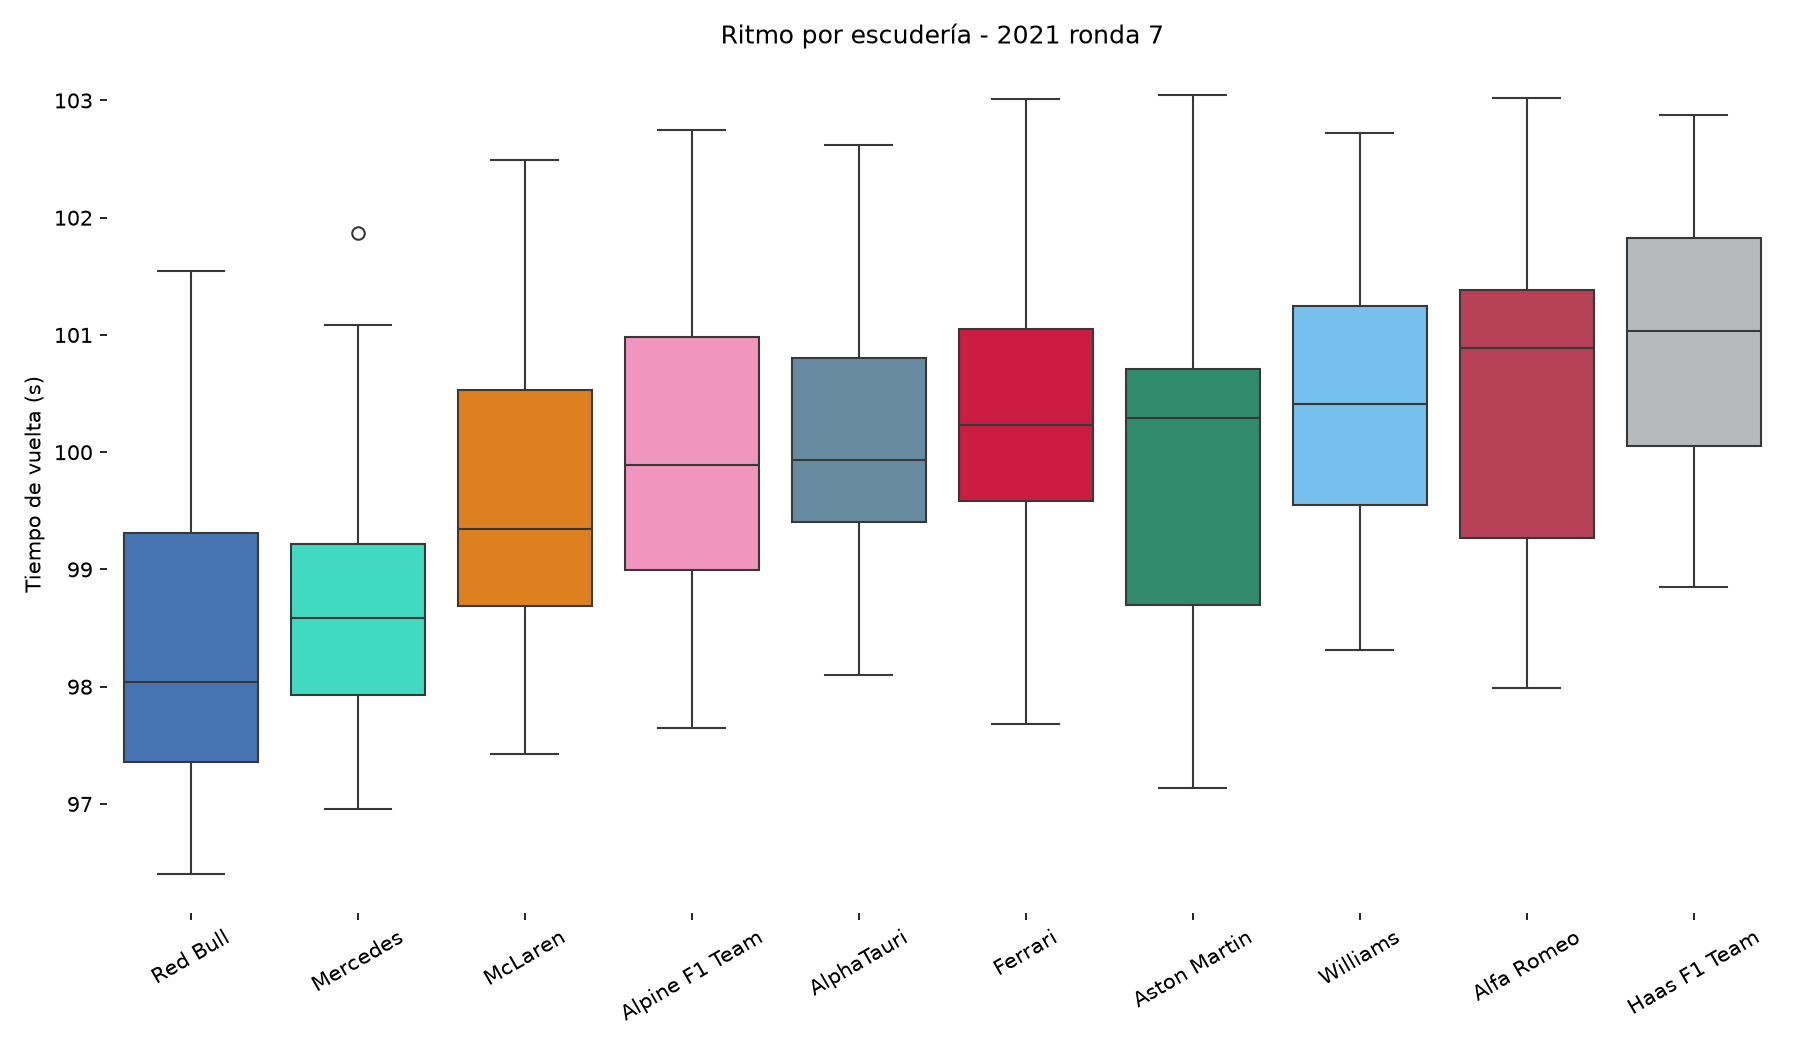 Ritmo por escudería - 2021 ronda 7
Tiempo de vuelta (s)
103
102
101
100
99
98
97
Red Bull
Mercedes
McLaren
Alpine F1 Team
AlphaTauri
Ferrari
Aston Martin
Williams
Alfa Romeo
Haas F1 Team